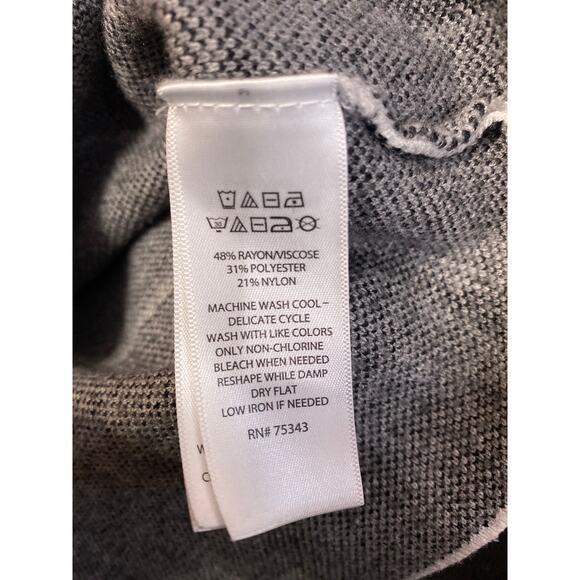 48% RAYON/VISCOSE
31% POLYESTER
21% NYLON
MACHINE WASH COOL –
DELICATE CYCLE
WASH WITH LIKE COLORS
ONLY NON-CHLORINE
BLEACH WHEN NEEDED
RESHAPE WHILE DAMP
DRY FLAT
LOW IRON IF NEEDED
RN# 75343